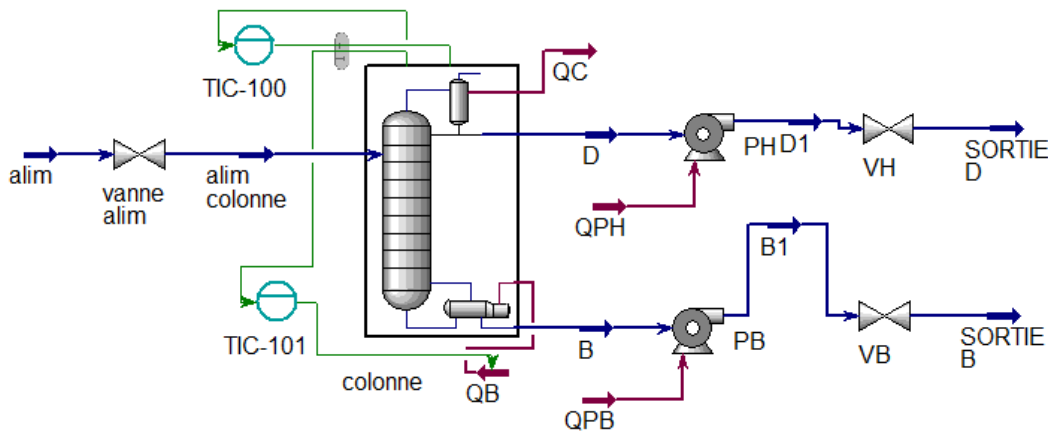 TIC-100
QC
alim
vanne
alim
alim
colonne
D
PH
D1
VH
SORTIE
D
QPH
B1
TIC-101
colonne
QB
B
PB
VB
SORTIE
B
QPB